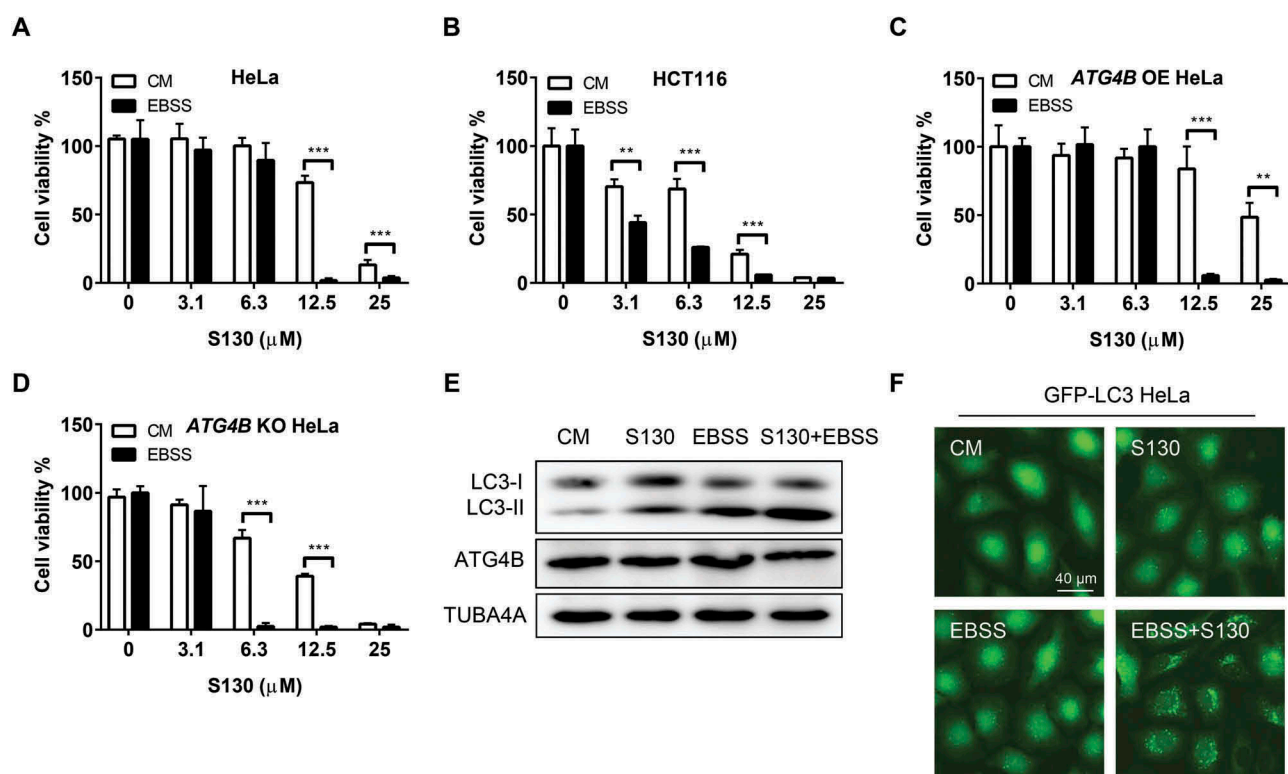 A
HeLa
CM
EBSS
Cell viability %
150
100
50
0
***
***
0 3.1 6.3 12.5 25
S130 (μM)
B
HCT116
CM
EBSS
Cell viability %
150
100
50
0
**
***
***
0 3.1 6.3 12.5 25
S130 (μM)
C
ATG4B OE HeLa
CM
EBSS
Cell viability %
150
100
50
0
***
**
0 3.1 6.3 12.5 25
S130 (μM)
D
ATG4B KO HeLa
CM
EBSS
Cell viability %
150
100
50
0
***
***
0 3.1 6.3 12.5 25
S130 (μM)
E
CM S130 EBSS S130+EBSS
LC3-I
LC3-II
ATG4B
TUBA4A
F
GFP-LC3 HeLa
CM
S130
40 μm
EBSS
EBSS+S130